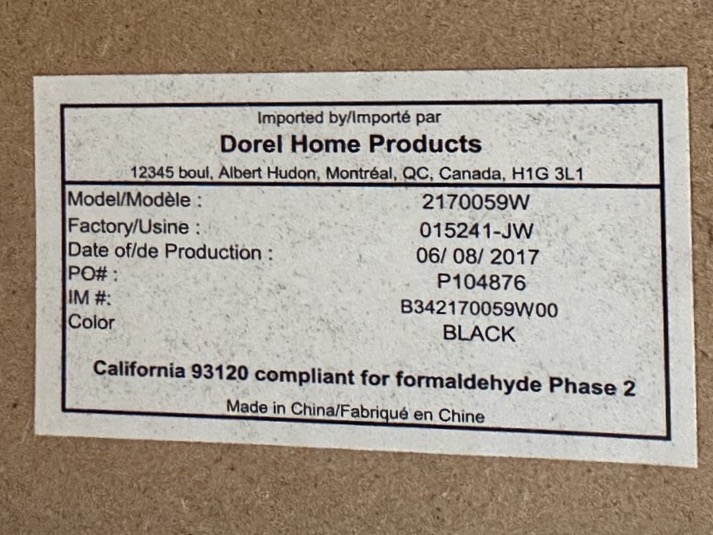 Imported by/Importé par
Dorel Home Products
12345 boul, Albert Hudon, Montréal, QC, Canada, H1G 3L1
Model/Modèle : 2170059W
Factory/Usine : 015241-JW
Date of/de Production : 06/ 08/ 2017
PO# : P104876
IM #: B342170059W00
Color BLACK
California 93120 compliant for formaldehyde Phase 2
Made in China/Fabriqué en Chine